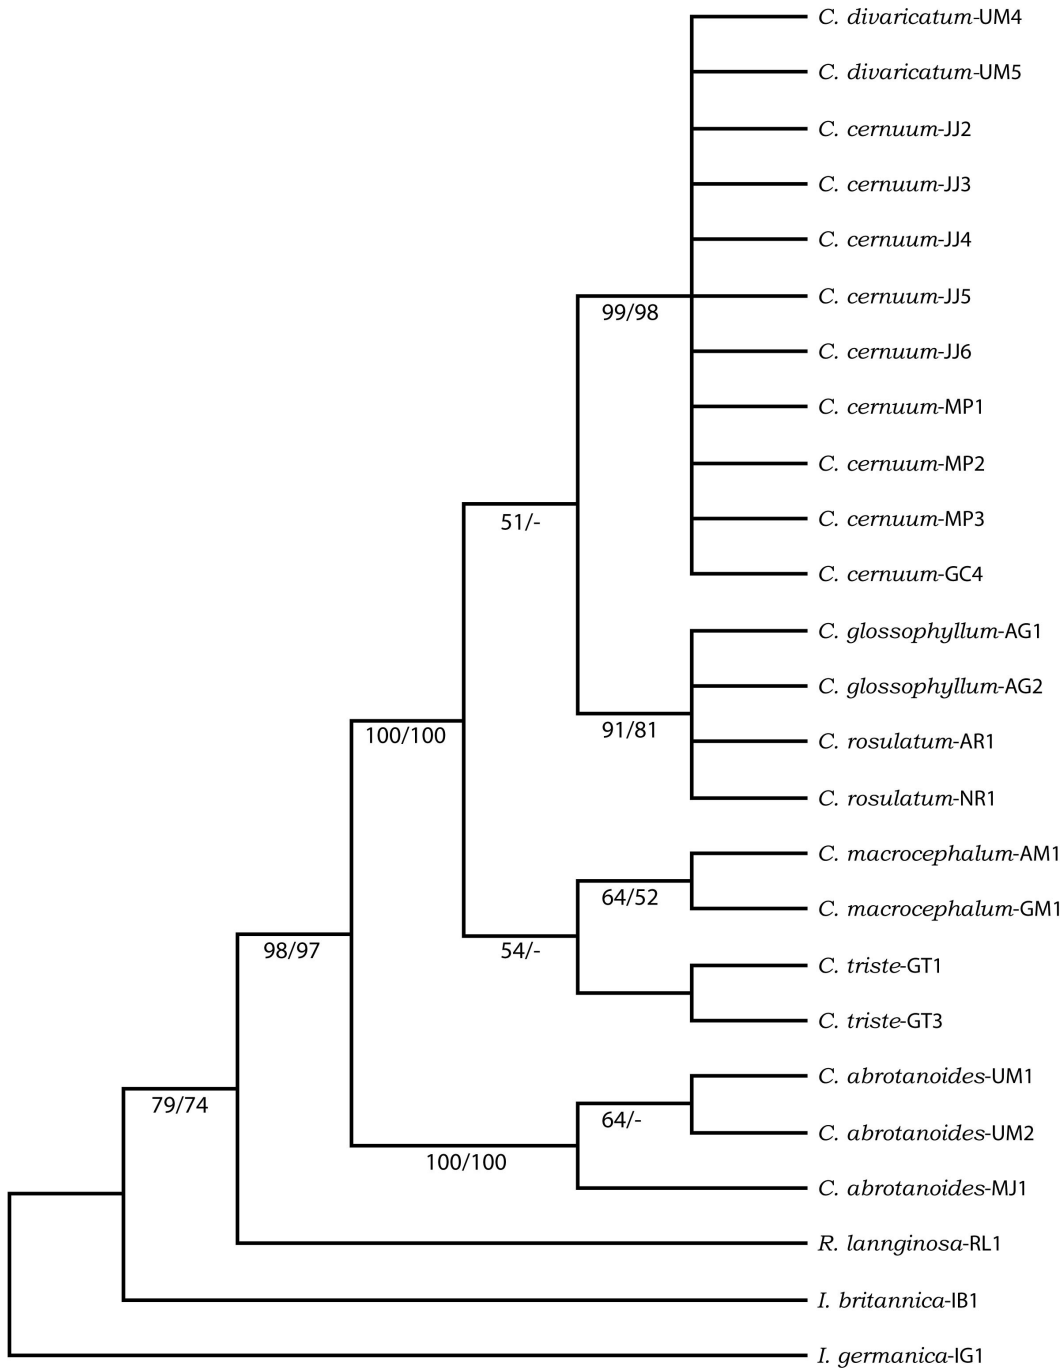 C. divaricatum-UM4
C. divaricatum-UM5
C. cernuum-JJ2
C. cernuum-JJ3
C. cernuum-JJ4
C. cernuum-JJ5
99/98
C. cernuum-JJ6
C. cernuum-MP1
C. cernuum-MP2
C. cernuum-MP3
51/-
C. cernuum-GC4
C. glossophyllum-AG1
C. glossophyllum-AG2
91/81
100/100
C. rosulatum-AR1
C. rosulatum-NR1
C. macrocephalum-AM1
64/52
C. macrocephalum-GM1
98/97
54/-
C. triste-GT1
C. triste-GT3
C. abrotanoides-UM1
79/74
64/-
C. abrotanoides-UM2
100/100
C. abrotanoides-MJ1
R. lannginosa-RL1
I. britannica-IB1
I. germanica-IG1